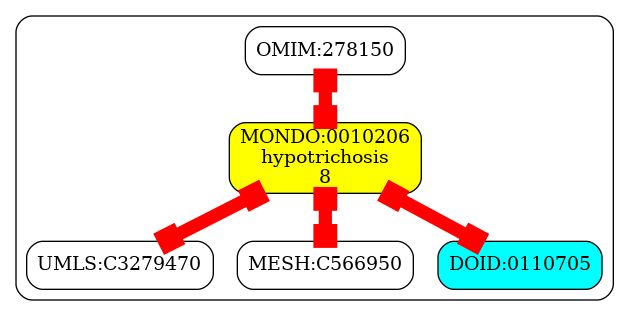 OMIM:278150
MONDO:0010206
hypotrichosis
8
UMLS:C3279470
MESH:C566950
DOID:0110705